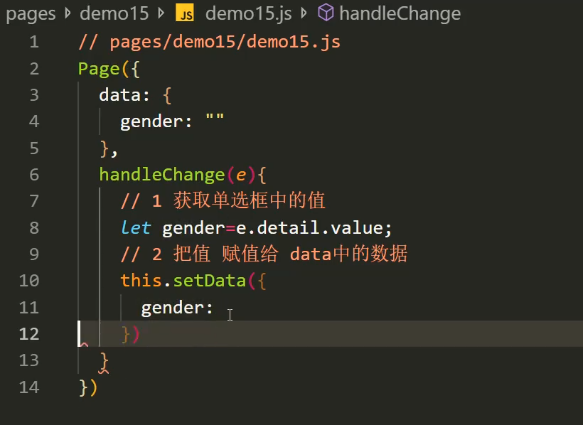 pages demo15 JS demo15.js handleChange
1 // pages/demo15/demo15.js
2 Page({
3 data: {
4 gender: ""
5 },
6 handleChange(e){
7 // 1 获取单选框中的值
8 let gender=e.detail.value;
9 // 2 把值 赋值给 data中的数据
10 this.setData({
11 gender:
12 })
13 }
14 })